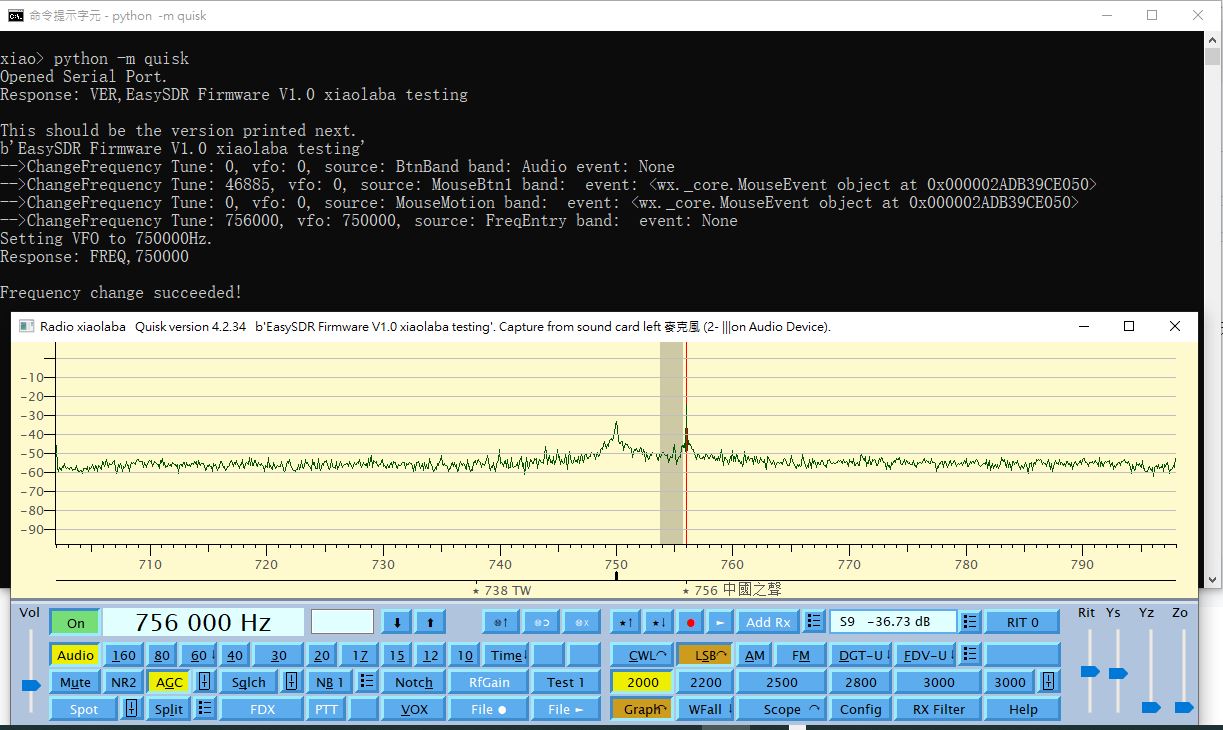 命令提示字元 - python -m quisk
xiao> python -m quisk
Opened Serial Port.
Response: VER,EasySDR Firmware V1.0 xiaolaba testing
This should be the version printed next.
b'EasySDR Firmware V1.0 xiaolaba testing'
-->ChangeFrequency Tune: 0, vfo: 0, source: BtnBand band: Audio event: None
-->ChangeFrequency Tune: 46885, vfo: 0, source: MouseBtn1 band:  event: <wx._core.MouseEvent object at 0x000002ADB39CE050>
-->ChangeFrequency Tune: 0, vfo: 0, source: MouseMotion band:  event: <wx._core.MouseEvent object at 0x000002ADB39CE050>
-->ChangeFrequency Tune: 756000, vfo: 750000, source: FreqEntry band:  event: None
Setting VFO to 750000Hz.
Response: FREQ,750000
Frequency change succeeded!
Radio xiaolaba   Quisk version 4.2.34   b'EasySDR Firmware V1.0 xiaolaba testing'. Capture from sound card left 麥克風 (2- |||on Audio Device).
-10
-20
-30
-40
-50
-60
-70
-80
-90
710 720 730 740 750 760 770 780 790
★ 738 TW ★ 756 中國之聲
Vol On 756 000 Hz ⬇ ⬆ ★↑ ★↓ ● ► Add Rx S9 -36.73 dB RIT 0 Rit Ys Yz Zo
Audio 160 80 60 40 30 20 17 15 12 10 Time CWL LSB AM FM DGT-U FDV-U
Mute NR2 AGC Sqlch NB 1 Notch RfGain Test 1 2000 2200 2500 2800 3000 3000
Spot Split FDX PTT VOX File ● File ► Graph WFall Scope Config RX Filter Help